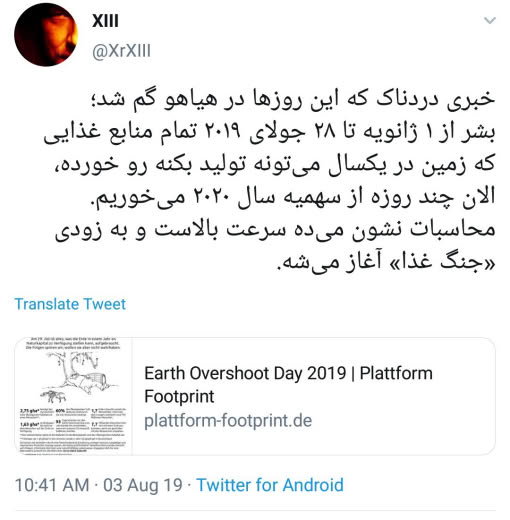 XIII
@XrXIII
خبری دردناک که این روزها در هیاهو گم شد؛
بشر از ۱ ژانویه تا ۲۸ جولای ۲۰۱۹ تمام منابع غذایی
که زمین در یکسال می‌تونه تولید بکنه رو خورده،
الان چند روزه از سهمیه سال ۲۰۲۰ می‌خوریم.
محاسبات نشون می‌ده سرعت بالاست و به زودی
«جنگ غذا» آغاز می‌شه.
Translate Tweet
Earth Overshoot Day 2019 | Plattform
Footprint
plattform-footprint.de
10:41 AM · 03 Aug 19 · Twitter for Android